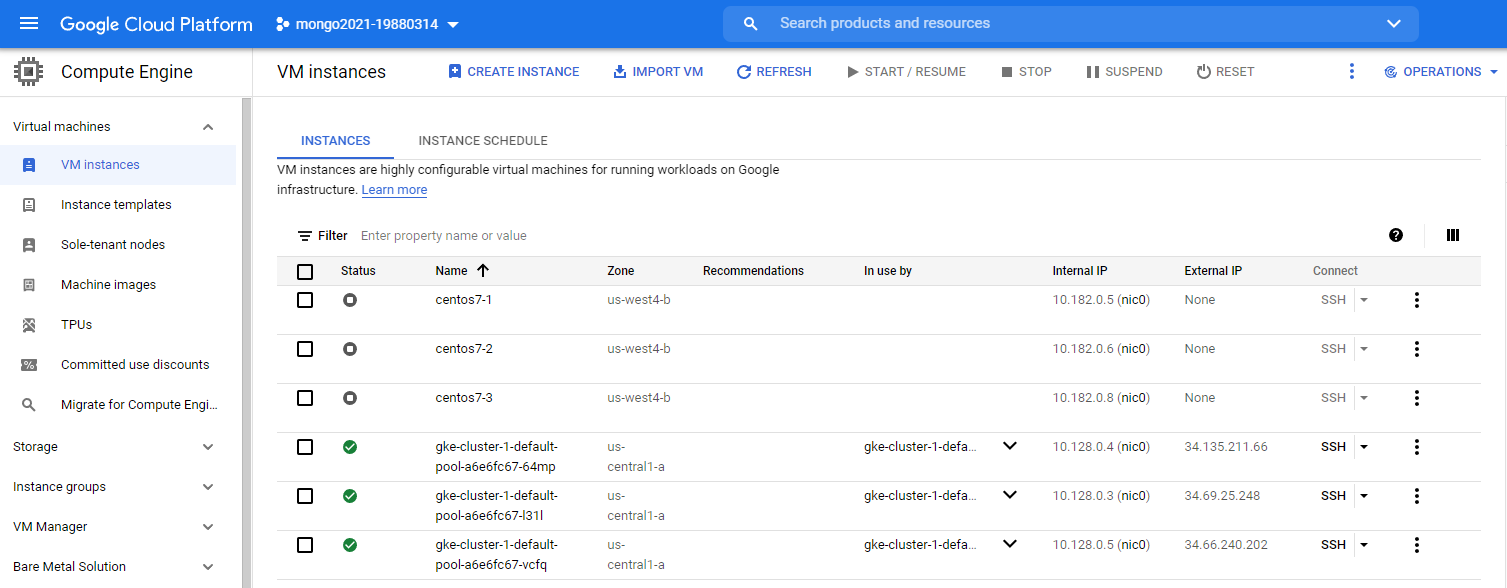 Google Cloud Platform mongo2021-19880314 Search products and resources
Compute Engine
VM instances CREATE INSTANCE IMPORT VM REFRESH START / RESUME STOP SUSPEND RESET OPERATIONS
Virtual machines
VM instances
Instance templates
Sole-tenant nodes
Machine images
TPUs
Committed use discounts
Migrate for Compute Engi...
Storage
Instance groups
VM Manager
Bare Metal Solution
INSTANCES INSTANCE SCHEDULE
VM instances are highly configurable virtual machines for running workloads on Google
infrastructure. Learn more
Filter Enter property name or value
Status Name Zone Recommendations In use by Internal IP External IP Connect
centos7-1 us-west4-b 10.182.0.5 (nic0) None SSH
centos7-2 us-west4-b 10.182.0.6 (nic0) None SSH
centos7-3 us-west4-b 10.182.0.8 (nic0) None SSH
gke-cluster-1-default- us- gke-cluster-1-defa... 10.128.0.4 (nic0) 34.135.211.66 SSH
pool-a6e6fc67-64mp central1-a
gke-cluster-1-default- us- gke-cluster-1-defa... 10.128.0.3 (nic0) 34.69.25.248 SSH
pool-a6e6fc67-l31l central1-a
gke-cluster-1-default- us- gke-cluster-1-defa... 10.128.0.5 (nic0) 34.66.240.202 SSH
pool-a6e6fc67-vcfq central1-a